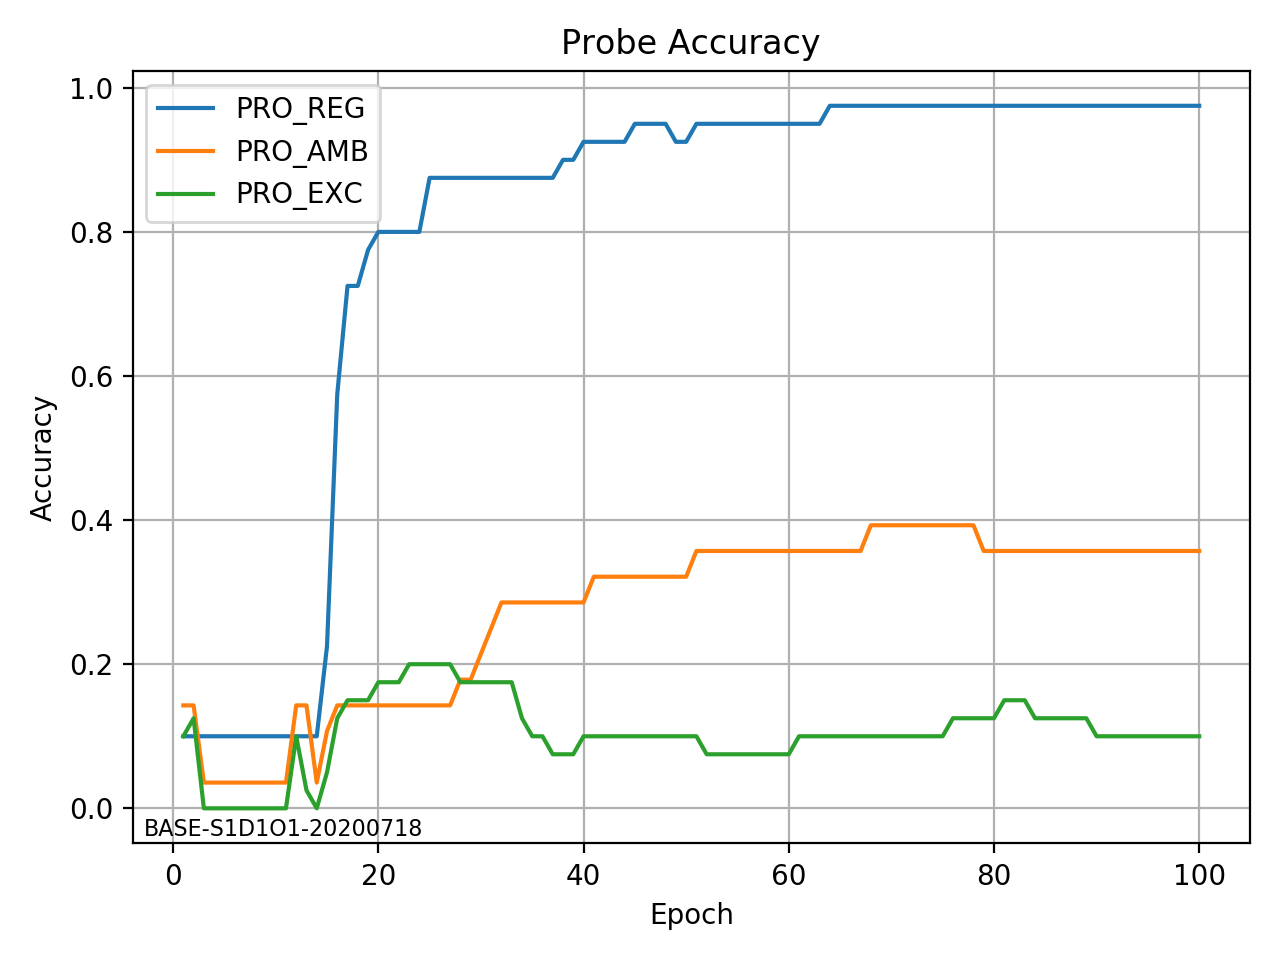 Probe Accuracy
PRO_REG
PRO_AMB
PRO_EXC
Accuracy
1.0
0.8
0.6
0.4
0.2
0.0
BASE-S1D1O1-20200718
0 20 40 60 80 100
Epoch